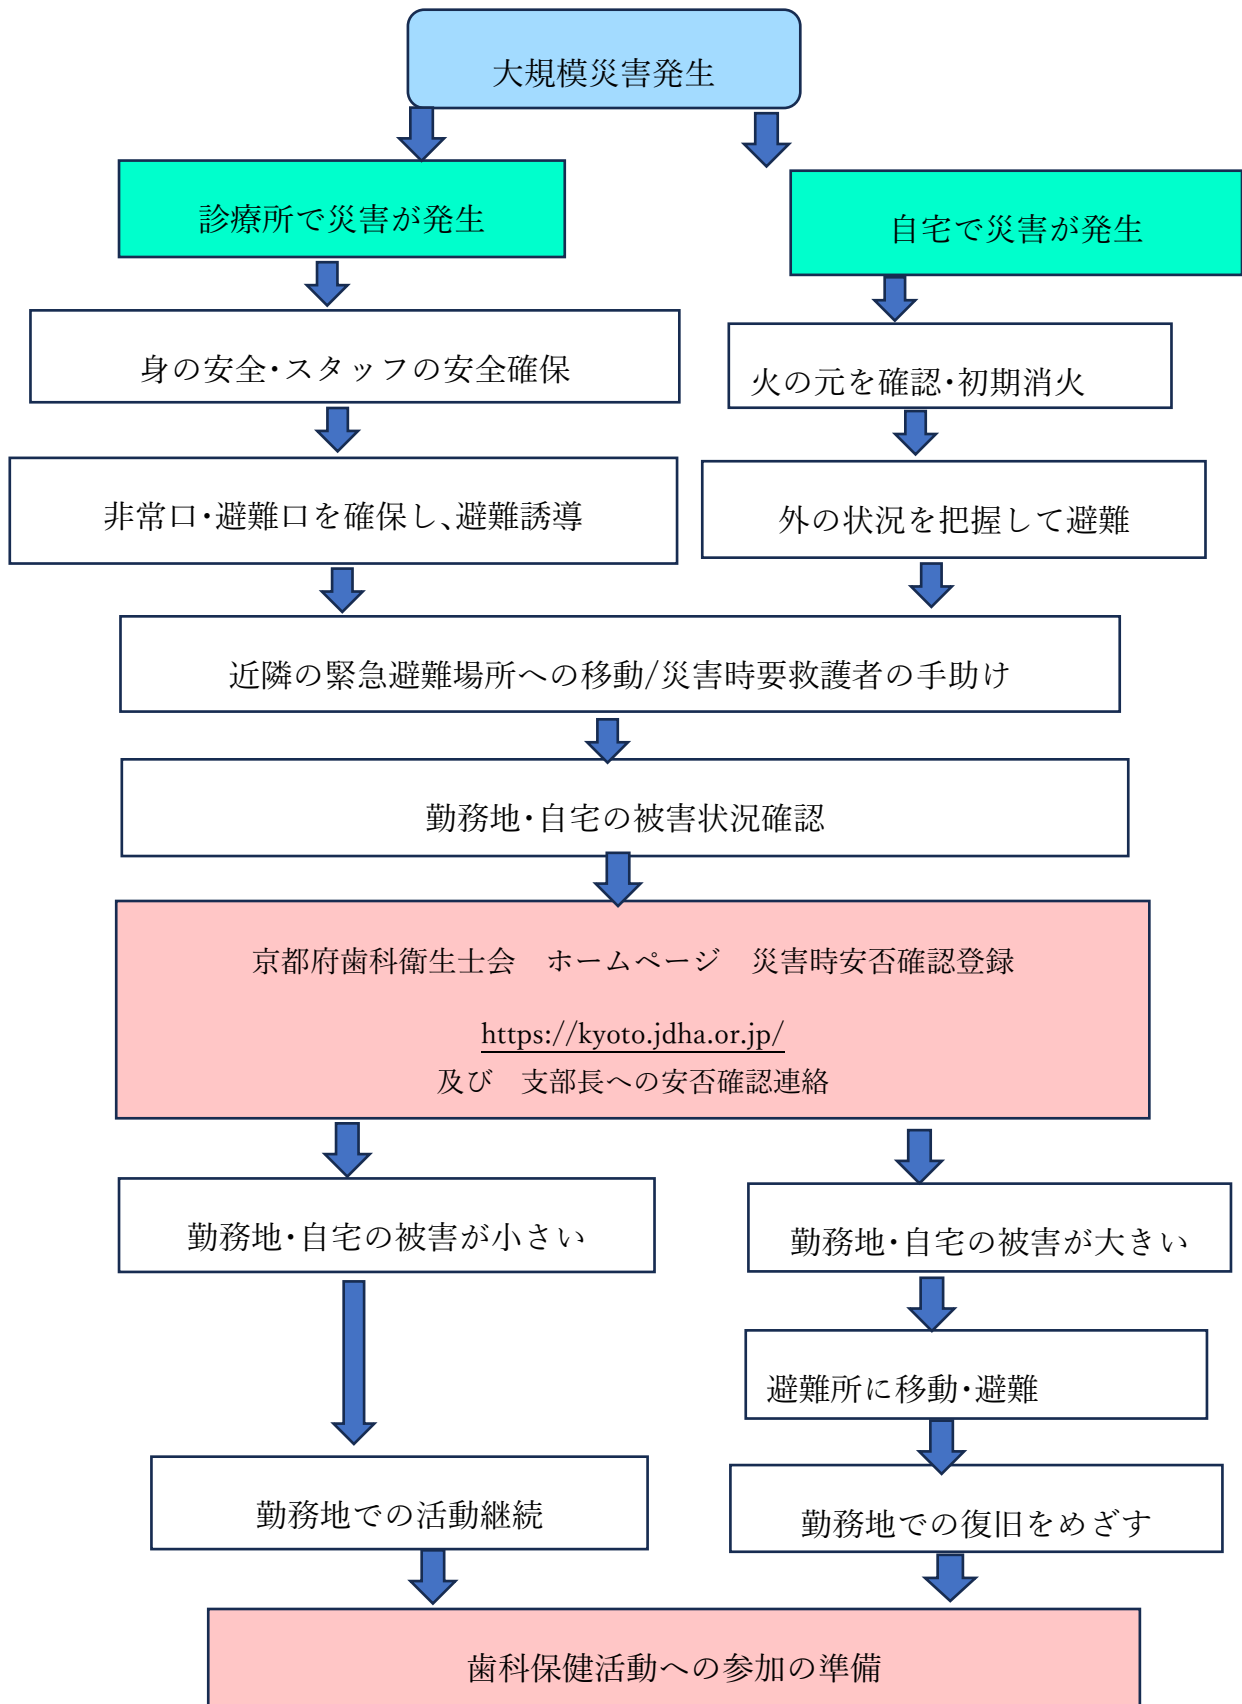 大規模災害発生
診療所で災害が発生
自宅で災害が発生
身の安全・スタッフの安全確保
火の元を確認・初期消火
非常口・避難口を確保し、避難誘導
外の状況を把握して避難
近隣の緊急避難場所への移動/災害時要救護者の手助け
勤務地・自宅の被害状況確認
京都府歯科衛生士会　ホームページ　災害時安否確認登録
https://kyoto.jdha.or.jp/
及び　支部長への安否確認連絡
勤務地・自宅の被害が小さい
勤務地・自宅の被害が大きい
避難所に移動・避難
勤務地での活動継続
勤務地での復旧をめざす
歯科保健活動への参加の準備